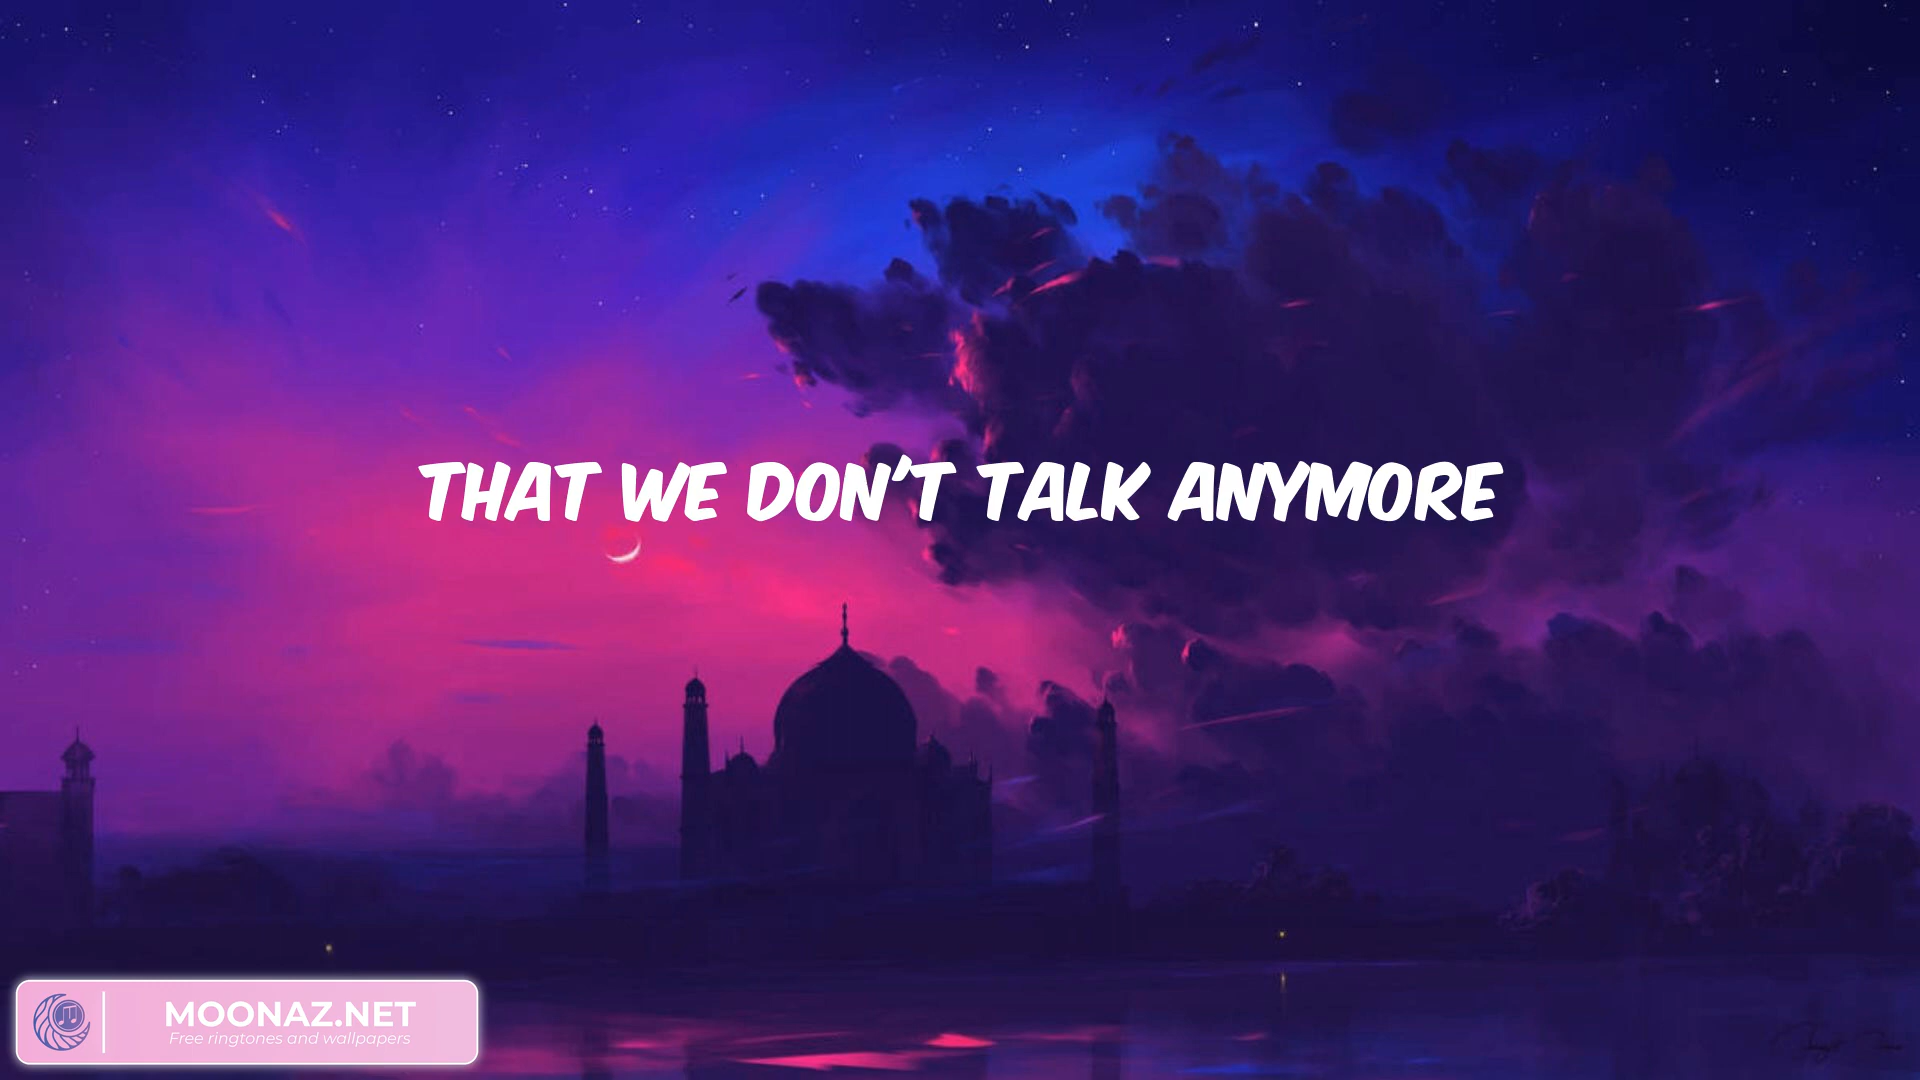 THAT WE DON'T TALK ANYMORE
MOONAZ.NET
Free ringtones and wallpapers